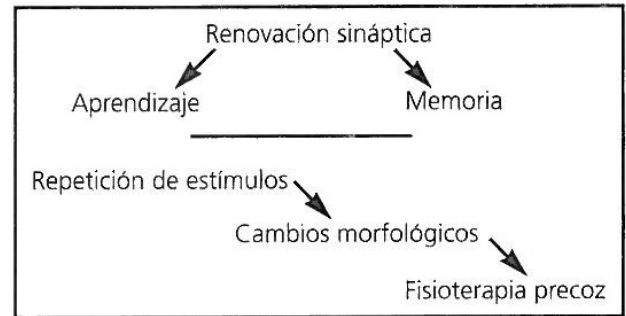 Renovación sináptica
Aprendizaje Memoria
Repetición de estímulos
Cambios morfológicos
Fisioterapia precoz